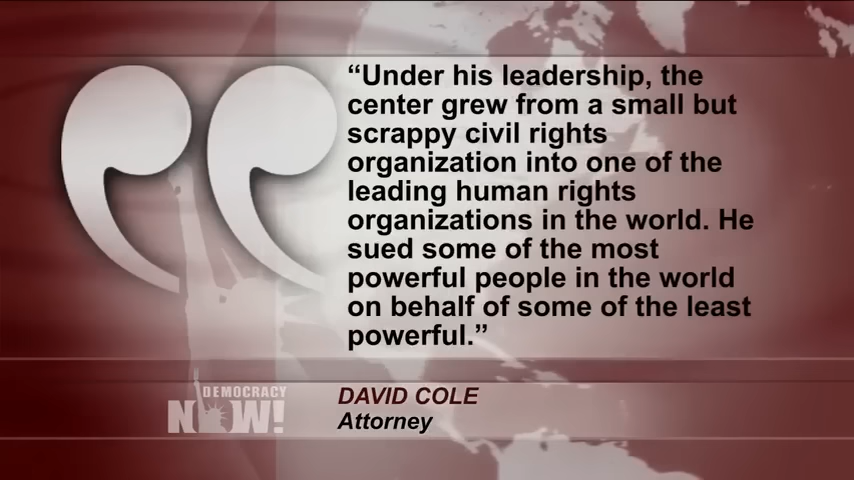 “Under his leadership, the
center grew from a small but
scrappy civil rights
organization into one of the
leading human rights
organizations in the world. He
sued some of the most
powerful people in the world
on behalf of some of the least
powerful.”
DEMOCRACY
NOW!
DAVID COLE
Attorney